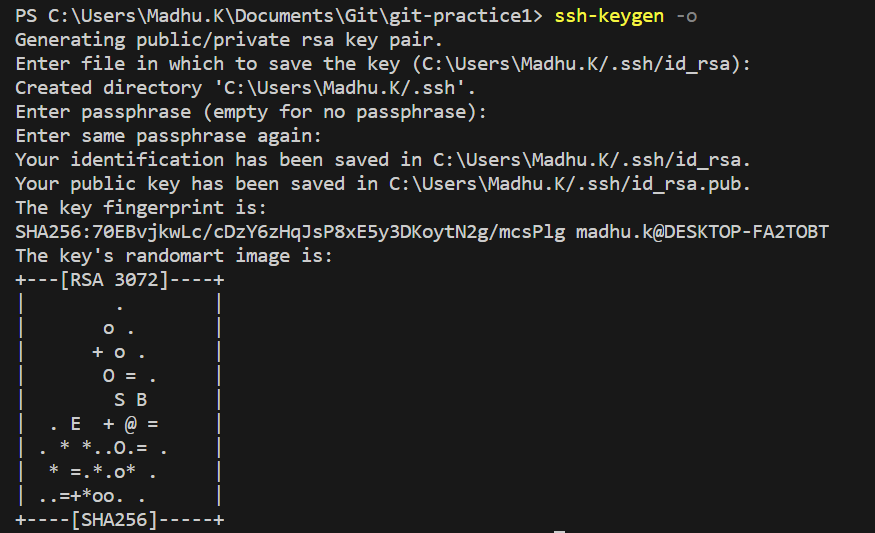 PS C:\Users\Madhu.K\Documents\Git\git-practice1> ssh-keygen -o
Generating public/private rsa key pair.
Enter file in which to save the key (C:\Users\Madhu.K/.ssh/id_rsa):
Created directory 'C:\Users\Madhu.K/.ssh'.
Enter passphrase (empty for no passphrase):
Enter same passphrase again:
Your identification has been saved in C:\Users\Madhu.K/.ssh/id_rsa.
Your public key has been saved in C:\Users\Madhu.K/.ssh/id_rsa.pub.
The key fingerprint is:
SHA256:70EBvjkwLc/cDzY6zHqJsP8xE5y3DKoytN2g/mcsPlg madhu.k@DESKTOP-FA2TOBT
The key's randomart image is:
+---[RSA 3072]----+
|        .        |
|       o .       |
|      + o .      |
|       O = .     |
|        S B      |
|  . E  + @ =     |
| . * *..O.= .    |
|  * =.*.o* .     |
| ..=+*oo. .      |
+----[SHA256]-----+